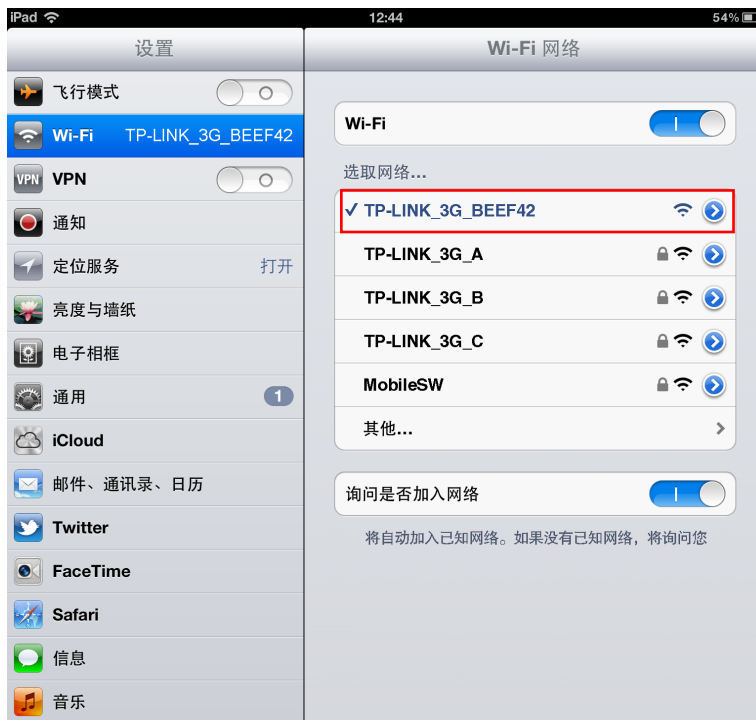 iPad 12:44 54%
设置
飞行模式
Wi-Fi TP-LINK_3G_BEEF42
VPN VPN
通知
定位服务 打开
亮度与墙纸
电子相框
通用 1
iCloud
邮件、通讯录、日历
Twitter
FaceTime
Safari
信息
音乐
Wi-Fi 网络
Wi-Fi
选取网络...
✓ TP-LINK_3G_BEEF42
TP-LINK_3G_A
TP-LINK_3G_B
TP-LINK_3G_C
MobileSW
其他...
询问是否加入网络
将自动加入已知网络。如果没有已知网络，将询问您